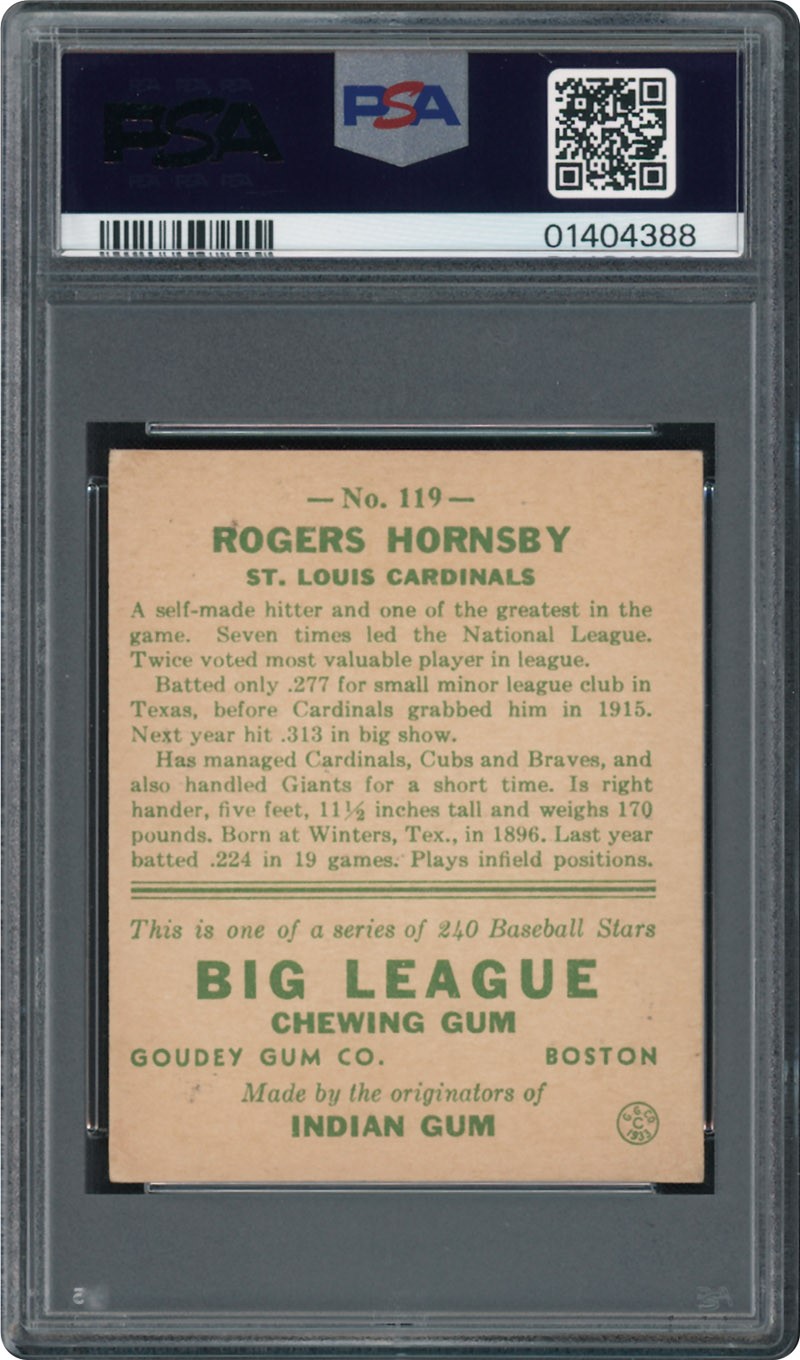 PSA
PSA
01404388
— No. 119 —
ROGERS HORNSBY
ST. LOUIS CARDINALS
A self-made hitter and one of the greatest in the
game. Seven times led the National League.
Twice voted most valuable player in league.
Batted only .277 for small minor league club in
Texas, before Cardinals grabbed him in 1915.
Next year hit .313 in big show.
Has managed Cardinals, Cubs and Braves, and
also handled Giants for a short time. Is right
hander, five feet, 11½ inches tall and weighs 170
pounds. Born at Winters, Tex., in 1896. Last year
batted .224 in 19 games. Plays infield positions.
This is one of a series of 240 Baseball Stars
BIG LEAGUE
CHEWING GUM
GOUDEY GUM CO. BOSTON
Made by the originators of
INDIAN GUM
G.G.CO.
C
1933